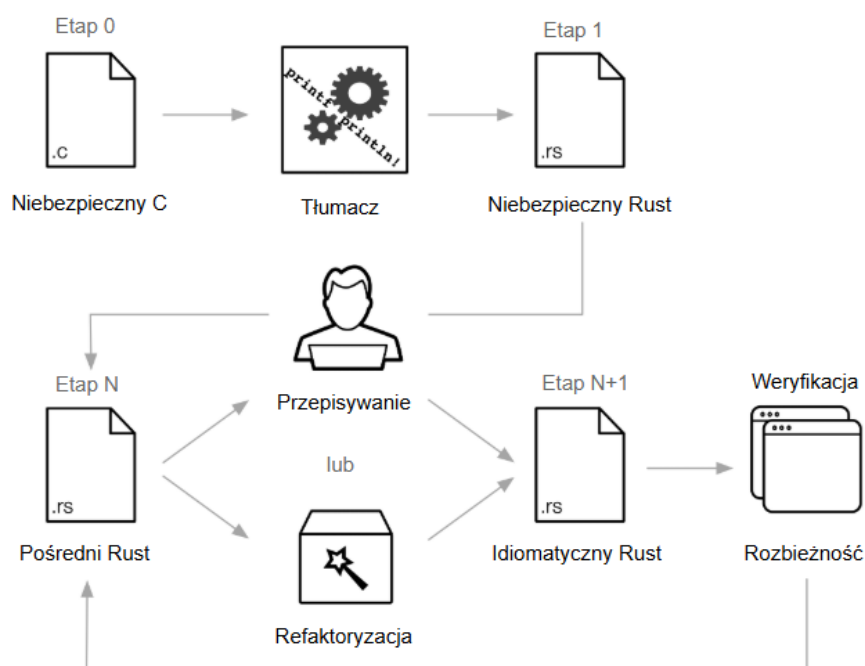 Etap 0
Etap 1
.c
printf
println!
.rs
Niebezpieczny C
Tłumacz
Niebezpieczny Rust
Etap N
Przepisywanie
Etap N+1
Weryfikacja
lub
.rs
.rs
Pośredni Rust
Idiomatyczny Rust
Rozbieżność
Refaktoryzacja